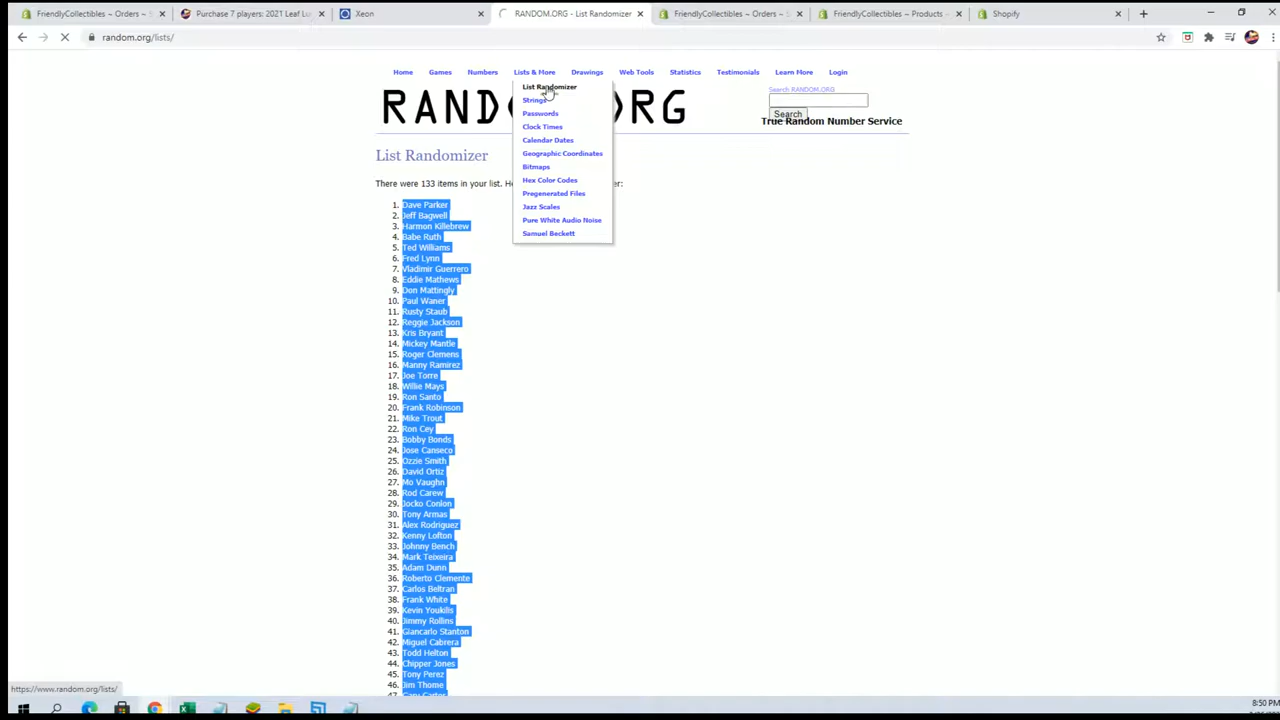 FriendlyCollectibles ~ Orders ~ S
Purchase 7 players: 2021 Leaf Lu
Xeon
RANDOM.ORG - List Randomizer
FriendlyCollectibles ~ Orders ~ S
FriendlyCollectibles ~ Products ~
Shopify
random.org/lists/
Home
Games
Numbers
Lists & More
Drawings
Web Tools
Statistics
Testimonials
Learn More
Login
List Randomizer
Strings
Passwords
Clock Times
Calendar Dates
Geographic Coordinates
Bitmaps
Hex Color Codes
Pregenerated Files
Jazz Scales
Pure White Audio Noise
Samuel Beckett
Search RANDOM.ORG
Search
True Random Number Service
List Randomizer
There were 133 items in your list. He
1. Dave Parker
2. Jeff Bagwell
3. Harmon Killebrew
4. Babe Ruth
5. Ted Williams
6. Fred Lynn
7. Vladimir Guerrero
8. Eddie Mathews
9. Don Mattingly
10. Paul Waner
11. Rusty Staub
12. Reggie Jackson
13. Kris Bryant
14. Mickey Mantle
15. Roger Clemens
16. Manny Ramirez
17. Joe Torre
18. Willie Mays
19. Ron Santo
20. Frank Robinson
21. Mike Trout
22. Ron Cey
23. Bobby Bonds
24. Jose Canseco
25. Ozzie Smith
26. David Ortiz
27. Mo Vaughn
28. Rod Carew
29. Jocko Conlon
30. Tony Armas
31. Alex Rodriguez
32. Kenny Lofton
33. Johnny Bench
34. Mark Teixeira
35. Adam Dunn
36. Roberto Clemente
37. Carlos Beltran
38. Frank White
39. Kevin Youkilis
40. Jimmy Rollins
41. Giancarlo Stanton
42. Miguel Cabrera
43. Todd Helton
44. Chipper Jones
45. Tony Perez
46. Jim Thome
47. Gary Carter
https://www.random.org/lists/
8:50 PM